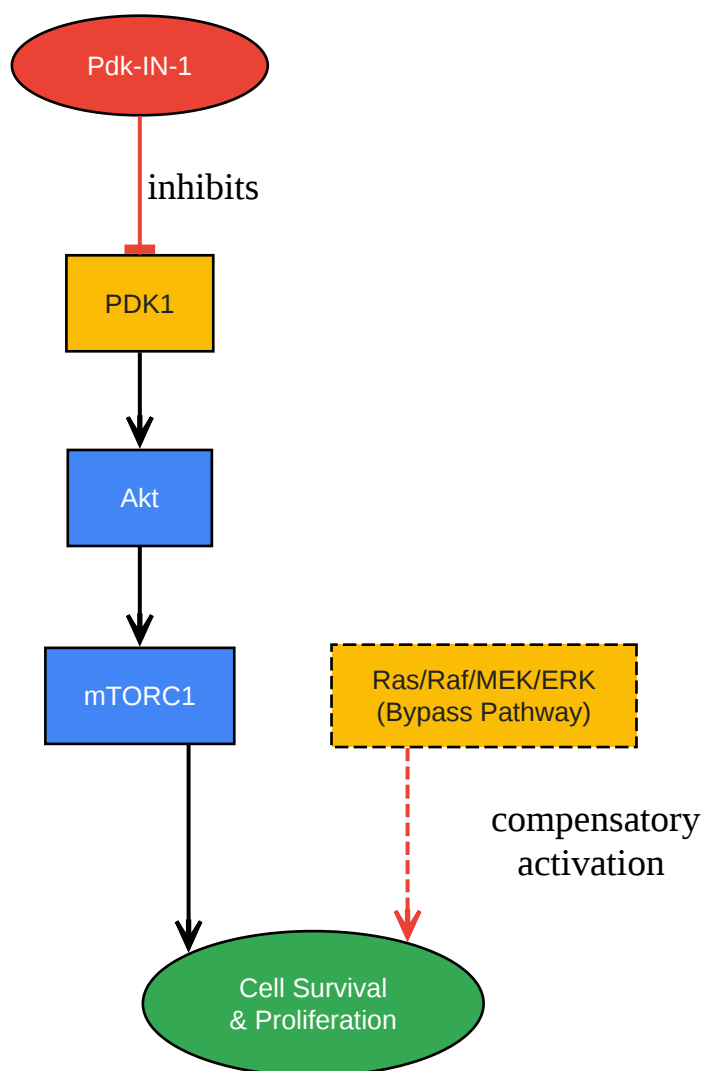 Pdk-IN-1
inhibits
PDK1
Akt
mTORC1
Ras/Raf/MEK/ERK
(Bypass Pathway)
compensatory
activation
Cell Survival
& Proliferation